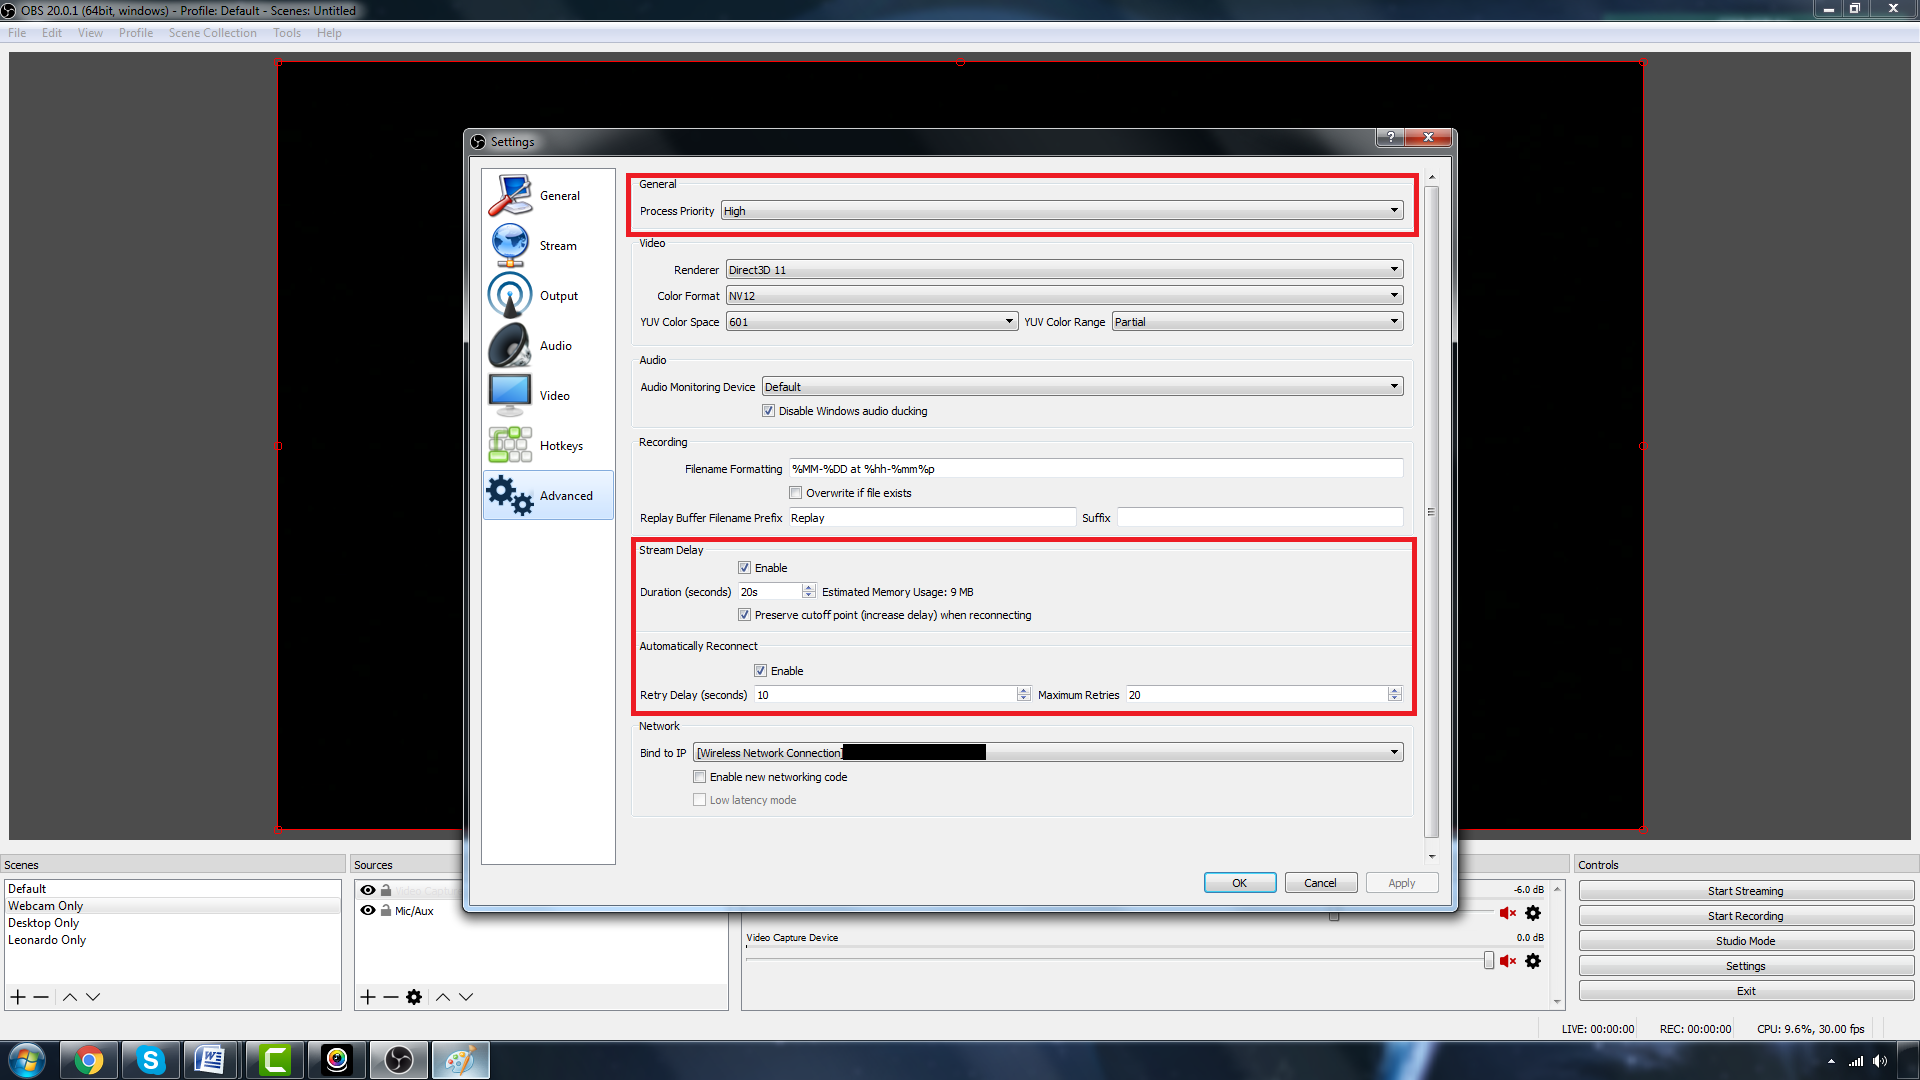 OBS 20.0.1 (64bit, windows) - Profile: Default - Scenes: Untitled
File Edit View Profile Scene Collection Tools Help
Settings
General
Stream
Output
Audio
Video
Hotkeys
Advanced
General
Process Priority High
Video
Renderer Direct3D 11
Color Format NV12
YUV Color Space 601 YUV Color Range Partial
Audio
Audio Monitoring Device Default
Disable Windows audio ducking
Recording
Filename Formatting %MM-%DD at %hh-%mm%p
Overwrite if file exists
Replay Buffer Filename Prefix Replay Suffix
Stream Delay
Enable
Duration (seconds) 20s Estimated Memory Usage: 9 MB
Preserve cutoff point (increase delay) when reconnecting
Automatically Reconnect
Enable
Retry Delay (seconds) 10 Maximum Retries 20
Network
Bind to IP [Wireless Network Connection]
Enable new networking code
Low latency mode
OK Cancel Apply
Scenes
Default
Webcam Only
Desktop Only
Leonardo Only
Sources
Video Capture
Mic/Aux
-6.0 dB
Video Capture Device 0.0 dB
Controls
Start Streaming
Start Recording
Studio Mode
Settings
Exit
LIVE: 00:00:00 REC: 00:00:00 CPU: 9.6%, 30.00 fps